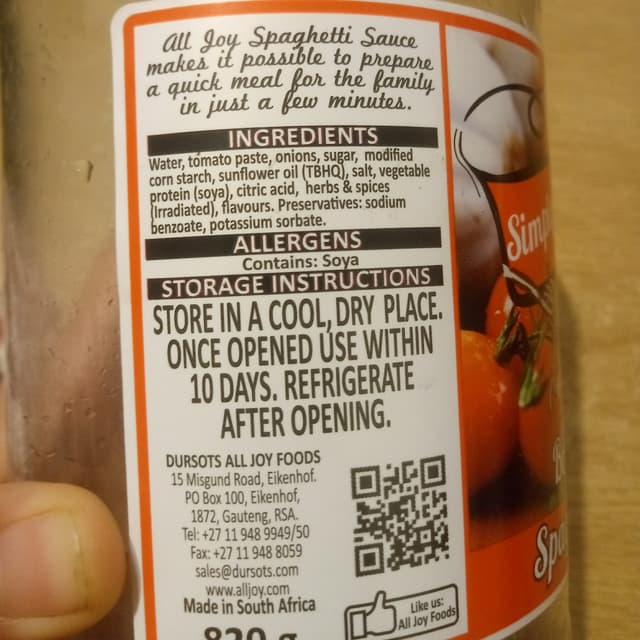 All Joy Spaghetti Sauce
makes it possible to prepare
a quick meal for the family
in just a few minutes.
INGREDIENTS
Water, tomato paste, onions, sugar, modified
corn starch, sunflower oil (TBHQ), salt, vegetable
protein (soya), citric acid, herbs & spices
(Irradiated), flavours. Preservatives: sodium
benzoate, potassium sorbate.
ALLERGENS
Contains: Soya
STORAGE INSTRUCTIONS
STORE IN A COOL, DRY PLACE.
ONCE OPENED USE WITHIN
10 DAYS. REFRIGERATE
AFTER OPENING.
DURSOTS ALL JOY FOODS
15 Misgund Road, Eikenhof.
PO Box 100, Eikenhof,
1872, Gauteng, RSA.
Tel: +27 11 948 9949/50
Fax: +27 11 948 8059
sales@dursots.com
www.alljoy.com
Made in South Africa
820 g
Like us:
All Joy Foods